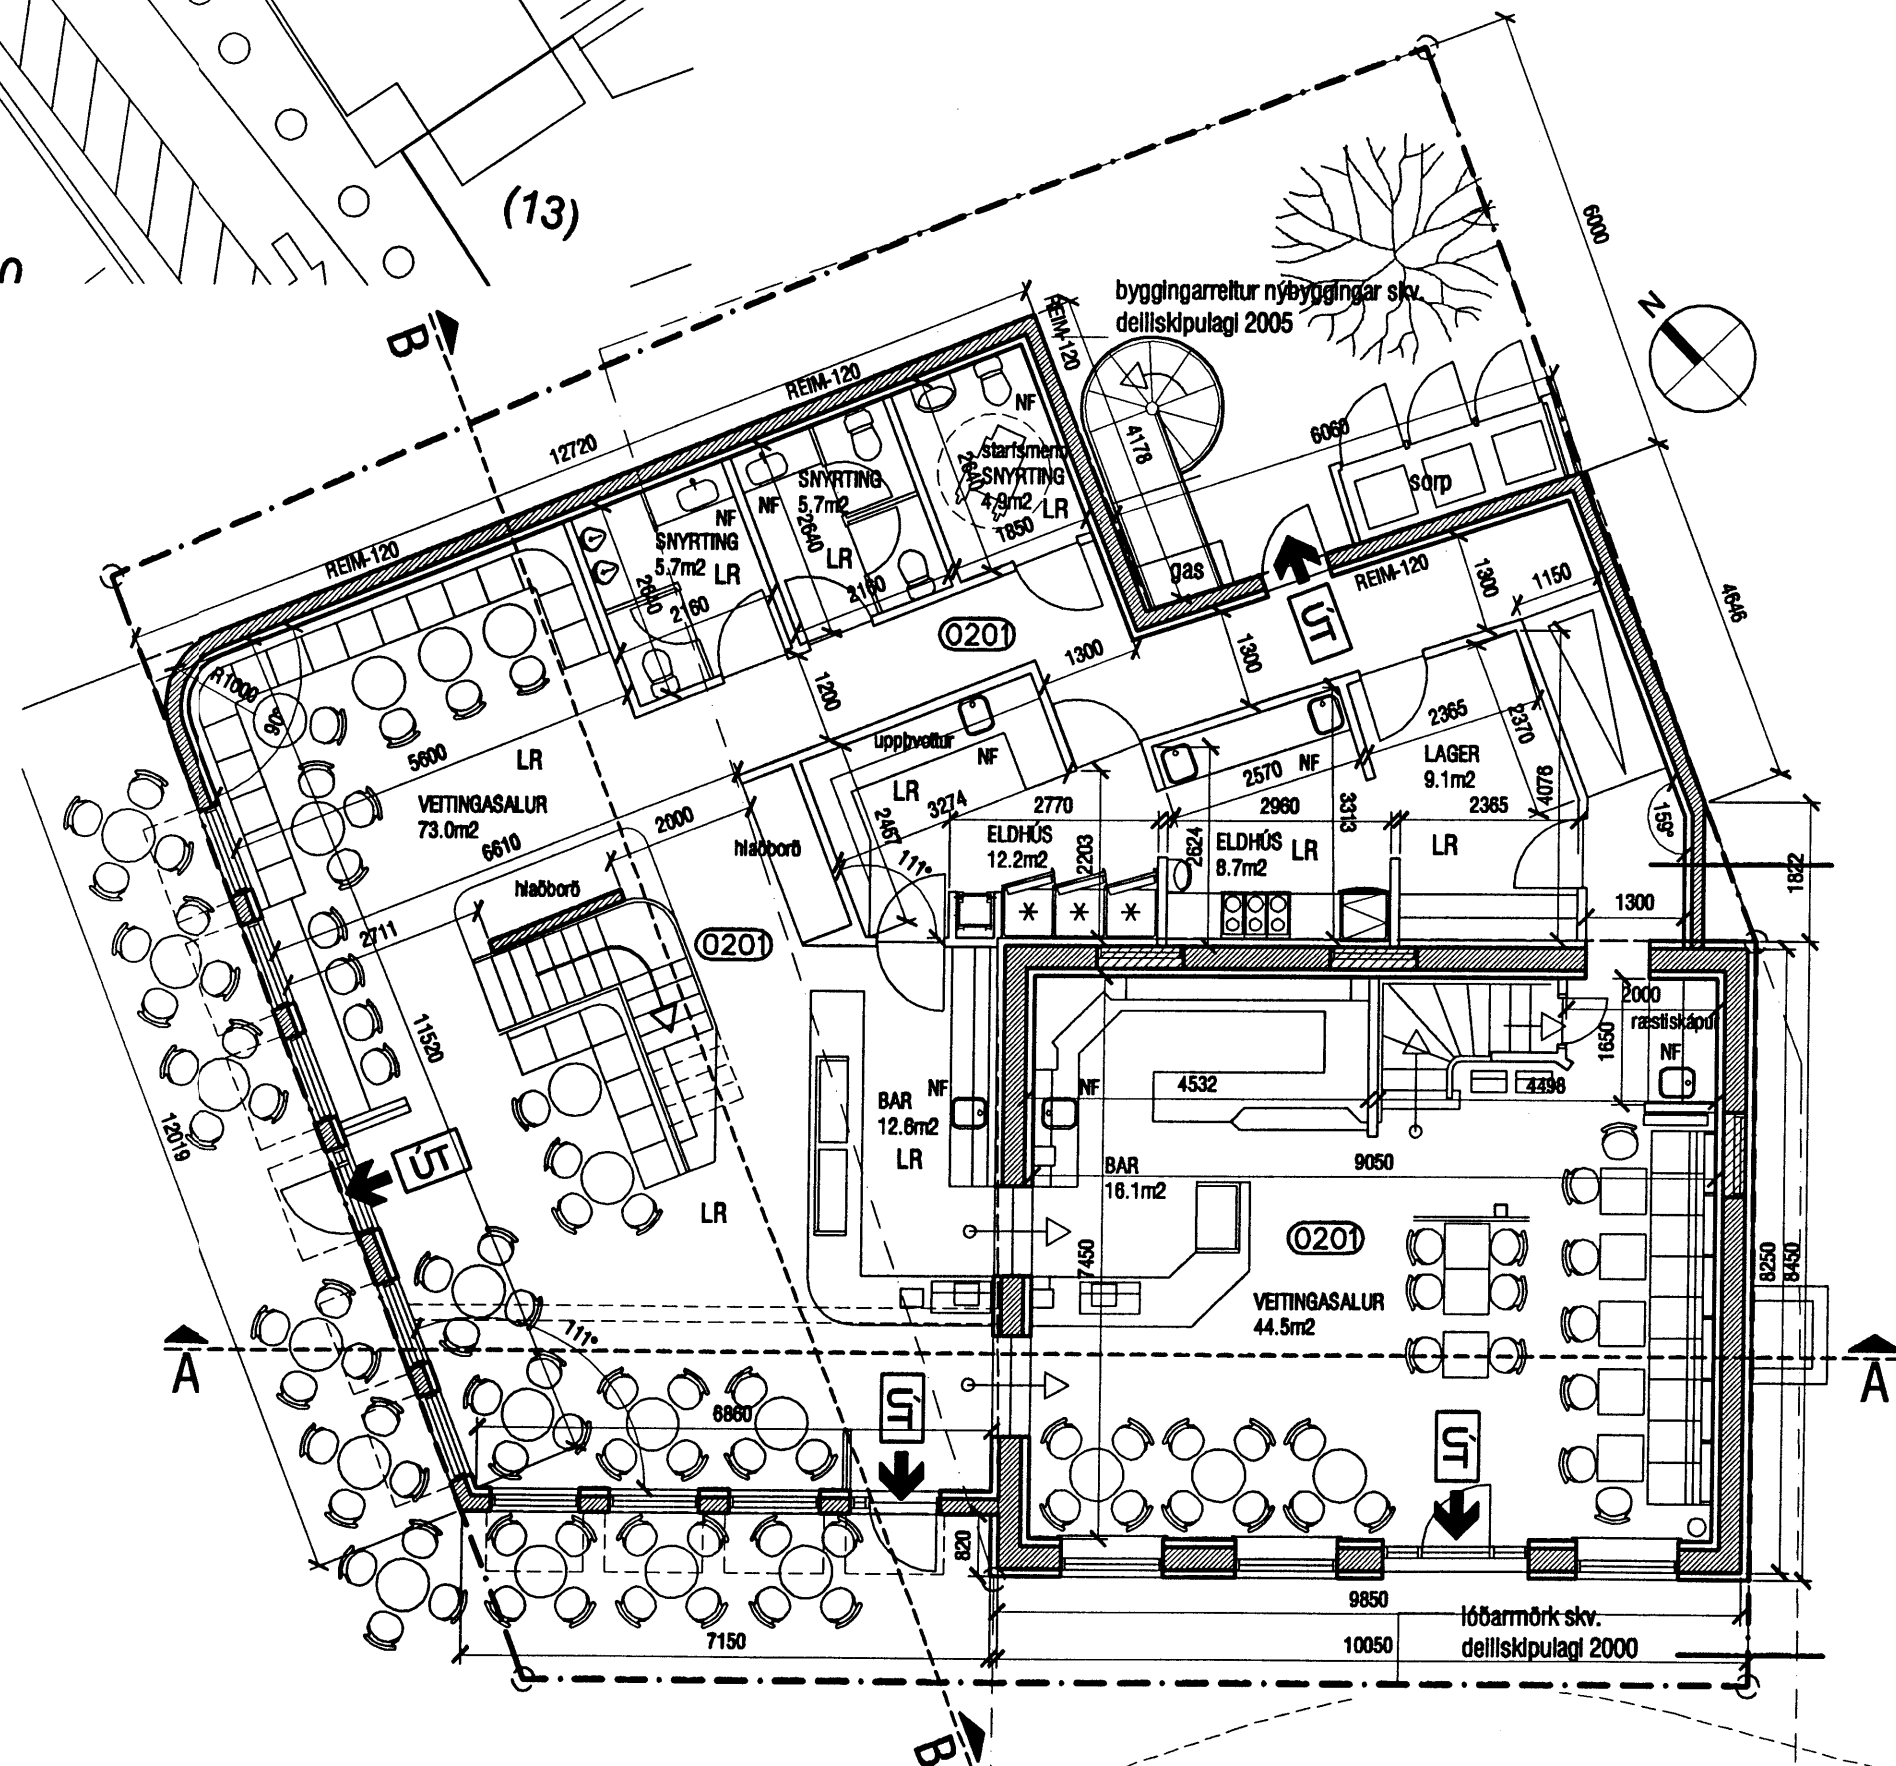 (13)
byggingarreitur nýbyggingar skv.
deiliskipulagi 2005
N
B
6000
REIM-120
REIM-120
12720
REIM-120
4178
6060
sorp
gas
REIM-120
ÚT
1300
1150
4646
NF
starfsmenn
SNYRTING
4.9m2
LR
2640
1850
SNYRTING
5.7m2
NF
2640
LR
2160
NF
SNYRTING
5.7m2
LR
2640
2160
0201
1300
1300
1200
R1000
90°
5600
LR
VEITINGASALUR
73.0m2
2000
6610
hlaðborð
hlaðborð
2711
0201
uppþvottur
NF
LR
3274
2467
111°
2770
ELDHÚS
12.2m2
2203
2570
NF
2960
3313
2624
ELDHÚS
8.7m2
LR
2365
2370
LAGER
9.1m2
4076
2365
LR
159°
1822
1300
2000
ræstiskápur
1650
NF
11520
12019
ÚT
LR
NF
BAR
12.6m2
LR
NF
4532
4498
9050
BAR
16.1m2
7450
0201
VEITINGASALUR
44.5m2
8250
8450
111°
A
A
6860
ÚT
ÚT
820
9850
7150
10050
lóðarmörk skv.
deiliskipulagi 2000
B